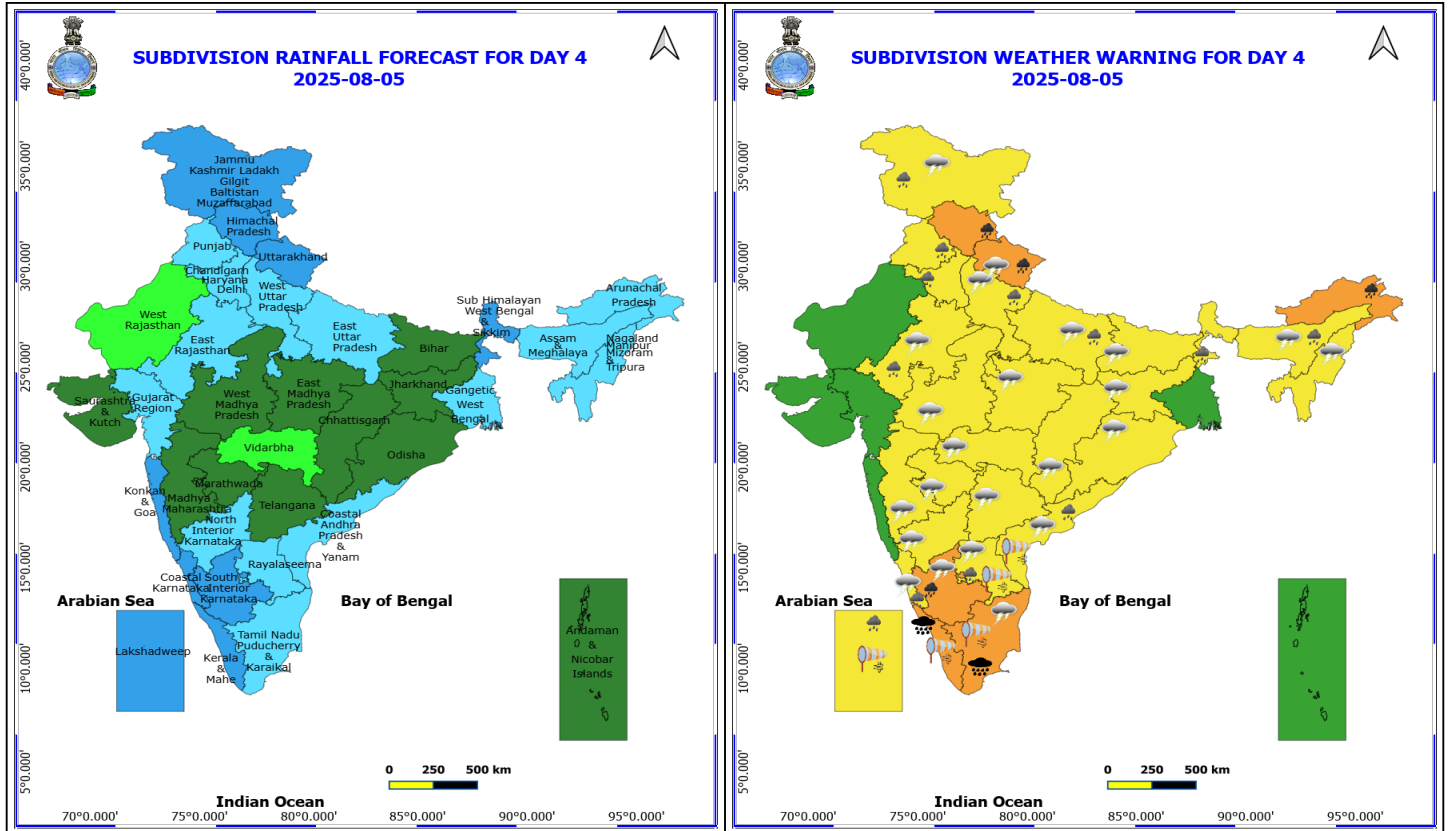 SUBDIVISION RAINFALL FORECAST FOR DAY 4
2025-08-05
40°0.000'
35°0.000'
30°0.000'
25°0.000'
20°0.000'
15°0.000'
10°0.000'
5°0.000'
Jammu
Kashmir Ladakh
Gilgit
Baltistan
Muzaffarabad
Himachal
Pradesh
Punjab
Uttarakhand
Chandigarh
Haryana
Delhi
West
Uttar
Pradesh
West
Rajasthan
East
Rajasthan
East
Uttar
Pradesh
Sub Himalayan
West Bengal
&
Sikkim
Arunachal
Pradesh
Assam
&
Meghalaya
Nagaland
Manipur
Mizoram
&
Tripura
Bihar
Jharkhand
Gangetic
West
Bengal
Saurashtra
&
Kutch
Gujarat
Region
West
Madhya
Pradesh
East
Madhya
Pradesh
Chhattisgarh
Vidarbha
Odisha
Konkan
&
Goa
Madhya
Maharashtra
Marathwada
Telangana
North
Interior
Karnataka
Coastal
Andhra
Pradesh
&
Yanam
Rayalaseema
Coastal
Karnataka
South
Interior
Karnataka
Arabian Sea
Bay of Bengal
Lakshadweep
Kerala
&
Mahe
Tamil Nadu
Puducherry
&
Karaikal
Andaman
&
Nicobar
Islands
0 250 500 km
Indian Ocean
70°0.000' 75°0.000' 80°0.000' 85°0.000' 90°0.000' 95°0.000'
SUBDIVISION WEATHER WARNING FOR DAY 4
2025-08-05
40°0.000'
35°0.000'
30°0.000'
25°0.000'
20°0.000'
15°0.000'
10°0.000'
5°0.000'
Arabian Sea
Bay of Bengal
0 250 500 km
Indian Ocean
70°0.000' 75°0.000' 80°0.000' 85°0.000' 90°0.000' 95°0.000'